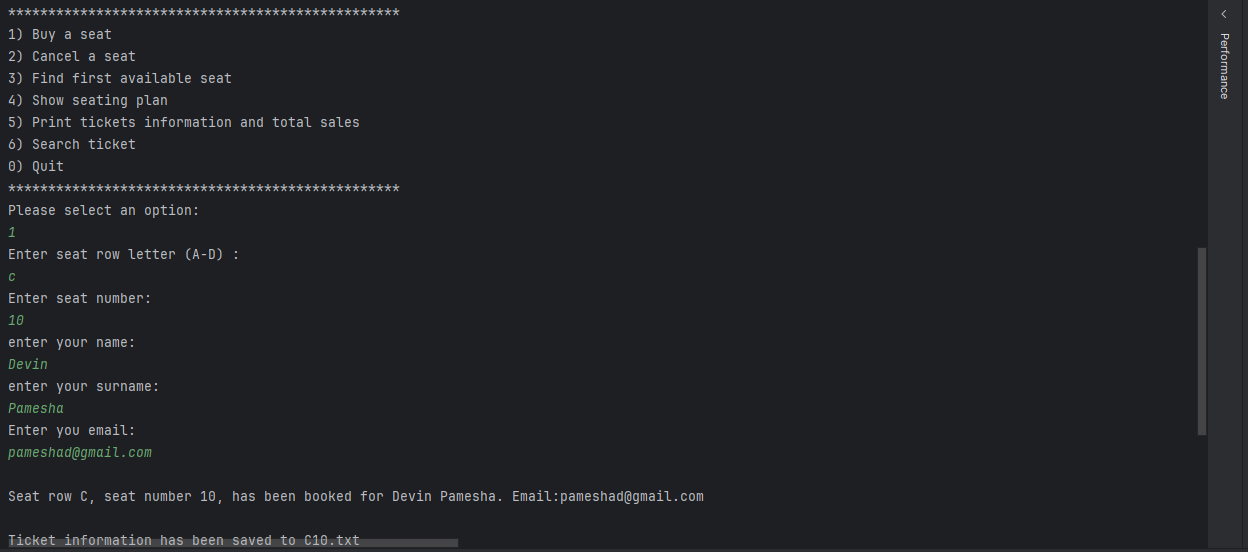 *************************************************
1) Buy a seat
2) Cancel a seat
3) Find first available seat
4) Show seating plan
5) Print tickets information and total sales
6) Search ticket
0) Quit
*************************************************
Please select an option:
1
Enter seat row letter (A-D) :
c
Enter seat number:
10
enter your name:
Devin
enter your surname:
Pamesha
Enter you email:
pameshad@gmail.com
Seat row C, seat number 10, has been booked for Devin Pamesha. Email:pameshad@gmail.com
Ticket information has been saved to C10.txt
Performance